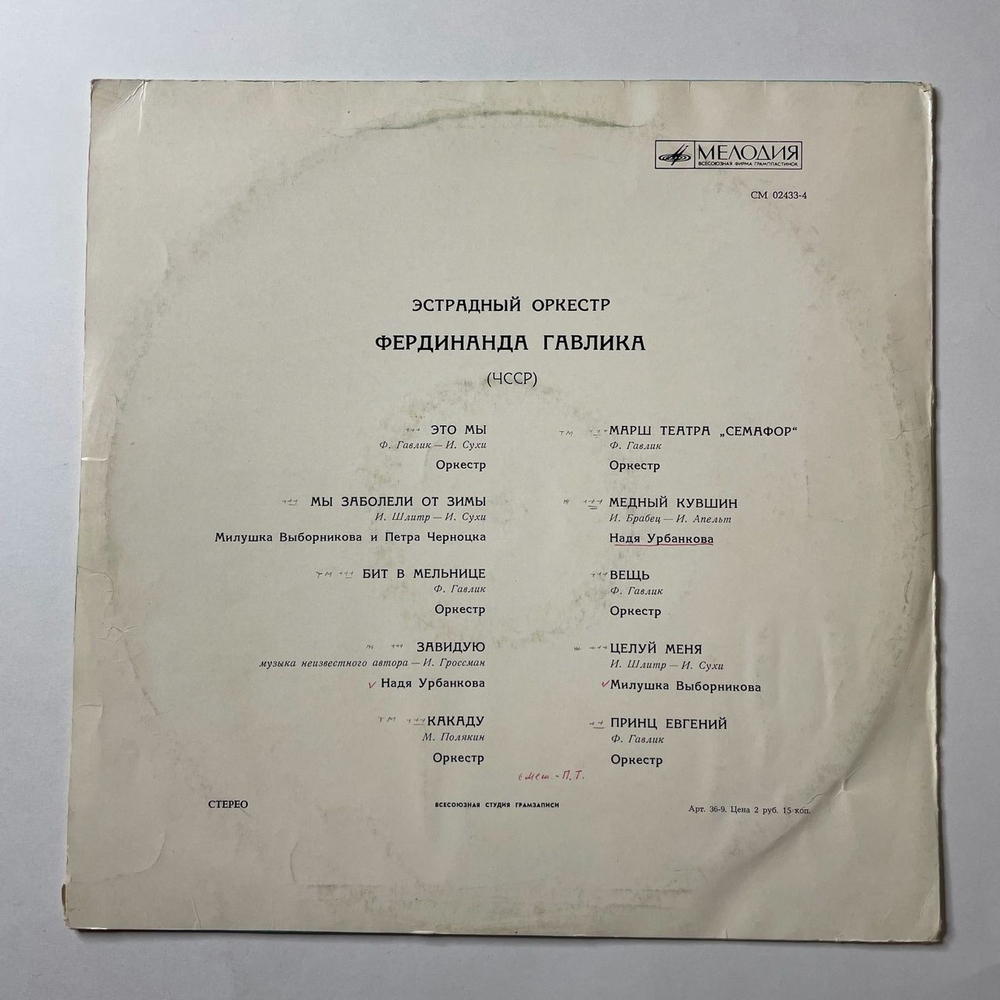 МЕЛОДИЯ
ВСЕСОЮЗНАЯ ФИРМА ГРАМПЛАСТИНОК
СМ 02433-4
ЭСТРАДНЫЙ ОРКЕСТР
ФЕРДИНАНДА ГАВЛИКА
(ЧССР)
ЭТО МЫ
Ф. Гавлик — И. Сухи
Оркестр
МЫ ЗАБОЛЕЛИ ОТ ЗИМЫ
И. Шлитр — И. Сухи
Милушка Выборникова и Петра Черноцка
БИТ В МЕЛЬНИЦЕ
Ф. Гавлик
Оркестр
ЗАВИДУЮ
музыка неизвестного автора — И. Гроссман
Надя Урбанкова
КАКАДУ
М. Полякин
Оркестр
МАРШ ТЕАТРА „СЕМАФОР“
Ф. Гавлик
Оркестр
МЕДНЫЙ КУВШИН
И. Брабец — И. Апельт
Надя Урбанкова
ВЕЩЬ
Ф. Гавлик
Оркестр
ЦЕЛУЙ МЕНЯ
И. Шлитр — И. Сухи
Милушка Выборникова
ПРИНЦ ЕВГЕНИЙ
Ф. Гавлик
Оркестр
П.Т.
СТЕРЕО
ВСЕСОЮЗНАЯ СТУДИЯ ГРАМЗАПИСИ
Арт. 36-9. Цена 2 руб. 15 коп.